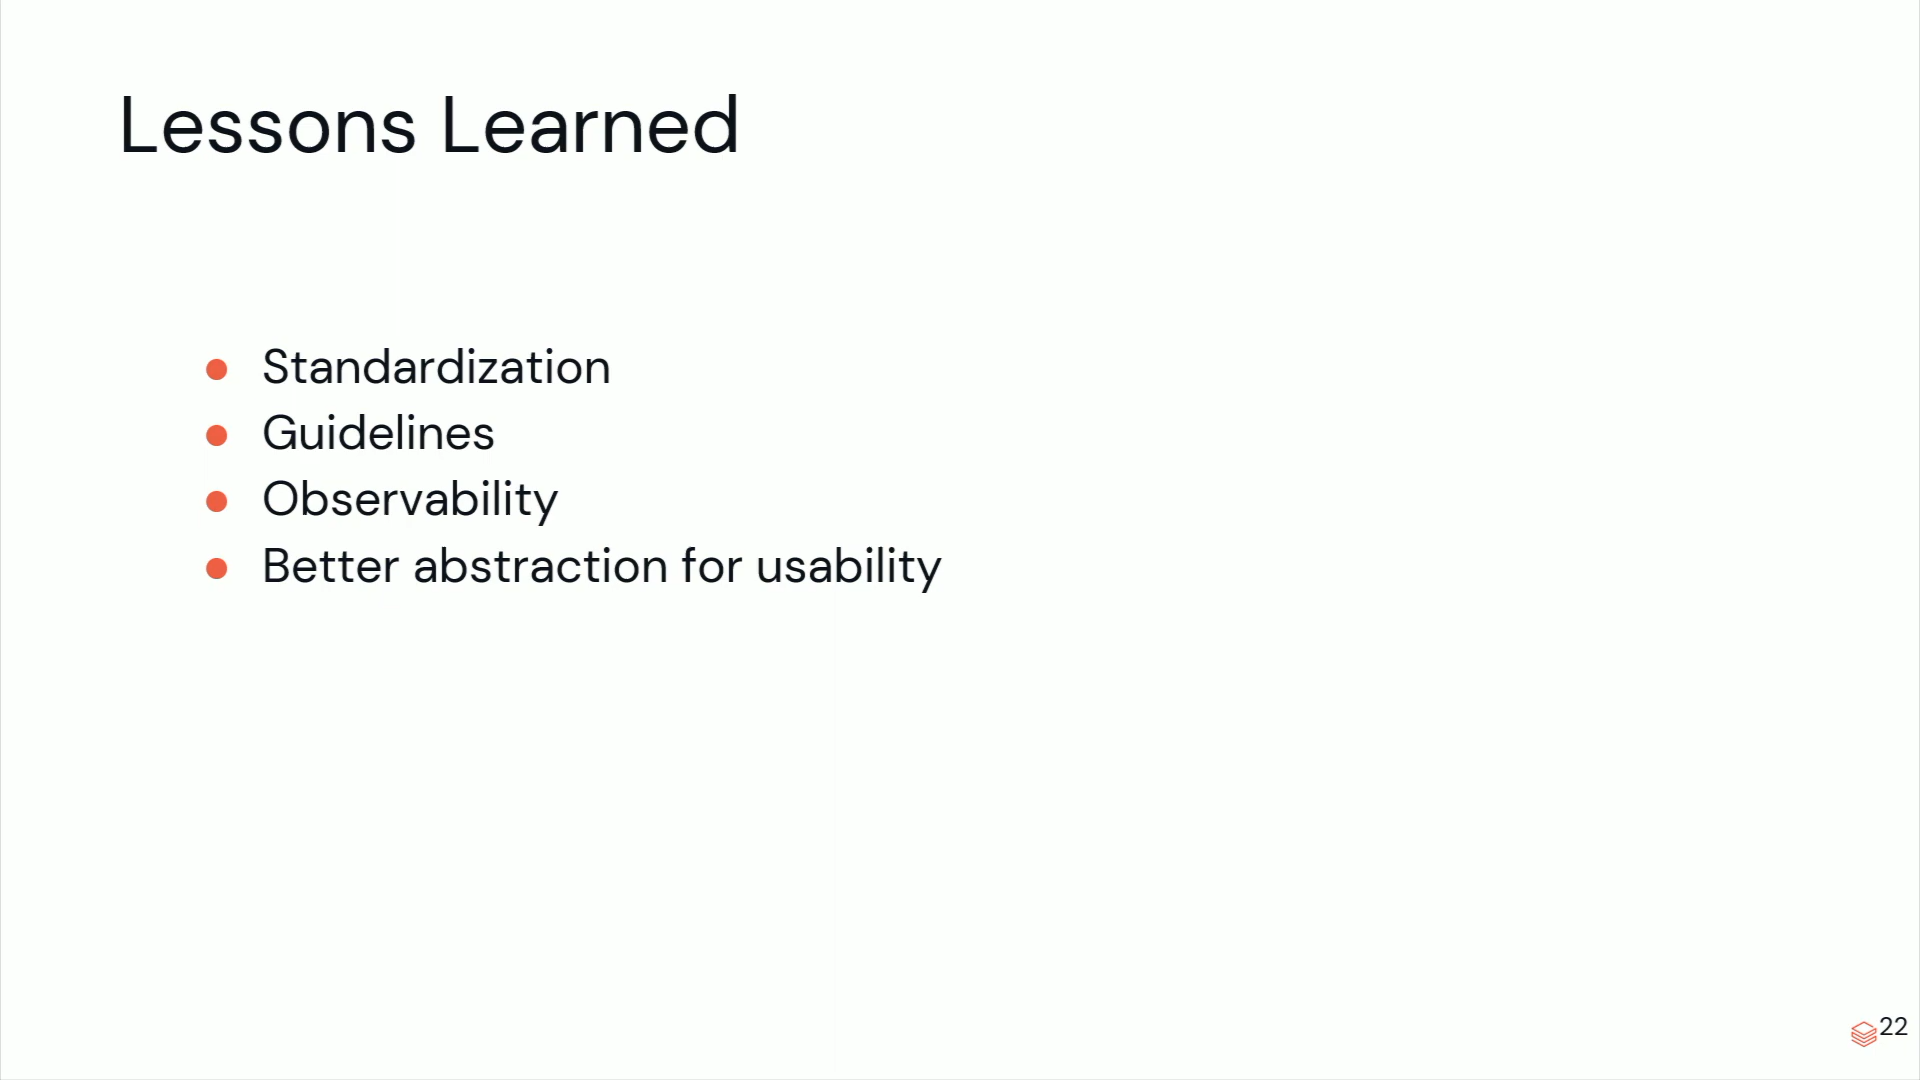 Lessons Learned
● Standardization
● Guidelines
● Observability
● Better abstraction for usability
22